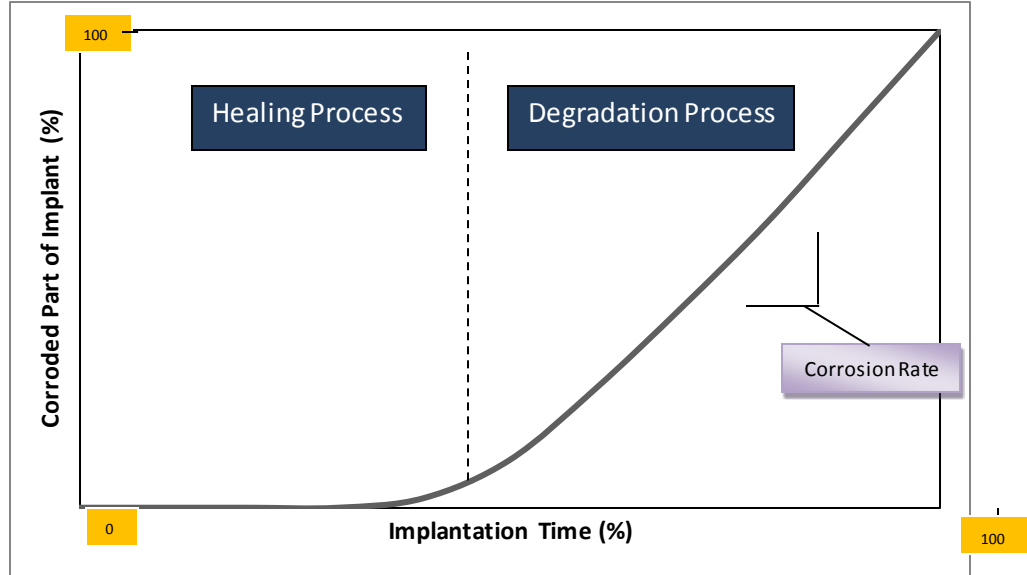 100
Healing Process
Degradation Process
Corroded Part of Implant (%)
Corrosion Rate
0
Implantation Time (%)
100